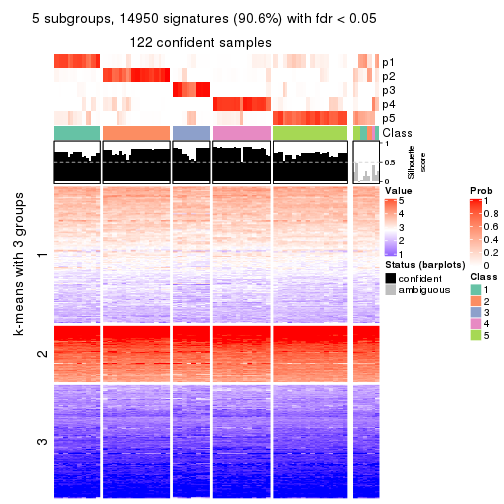 5 subgroups, 14950 signatures (90.6%) with fdr < 0.05
122 confident samples
p1
p2
p3
p4
p5
Class
1
0.5
0
Silhouette
score
k-means with 3 groups
1
2
3
Value
5
4
3
2
1
Status (barplots)
confident
ambiguous
Prob
1
0.8
0.6
0.4
0.2
0
Class
1
2
3
4
5